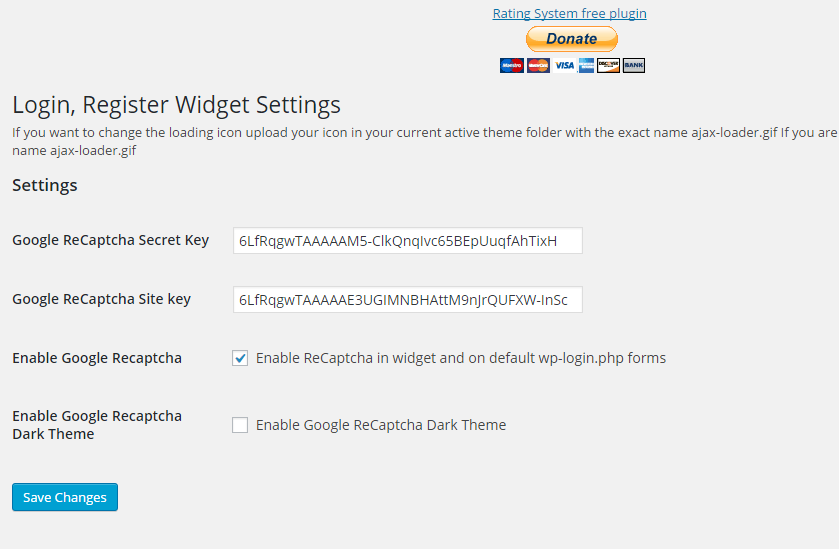 Rating System free plugin
Donate
Maestro MasterCard VISA DISCOVER BANK
Login, Register Widget Settings
If you want to change the loading icon upload your icon in your current active theme folder with the exact name ajax-loader.gif If you are
name ajax-loader.gif
Settings
Google ReCaptcha Secret Key
6LfRqgwTAAAAAM5-ClkQnqIvc65BEpUuqfAhTixH
Google ReCaptcha Site key
6LfRqgwTAAAAAE3UGIMNBHAttM9nJrQUFXW-InSc
Enable Google Recaptcha
Enable ReCaptcha in widget and on default wp-login.php forms
Enable Google Recaptcha
Dark Theme
Enable Google ReCaptcha Dark Theme
Save Changes